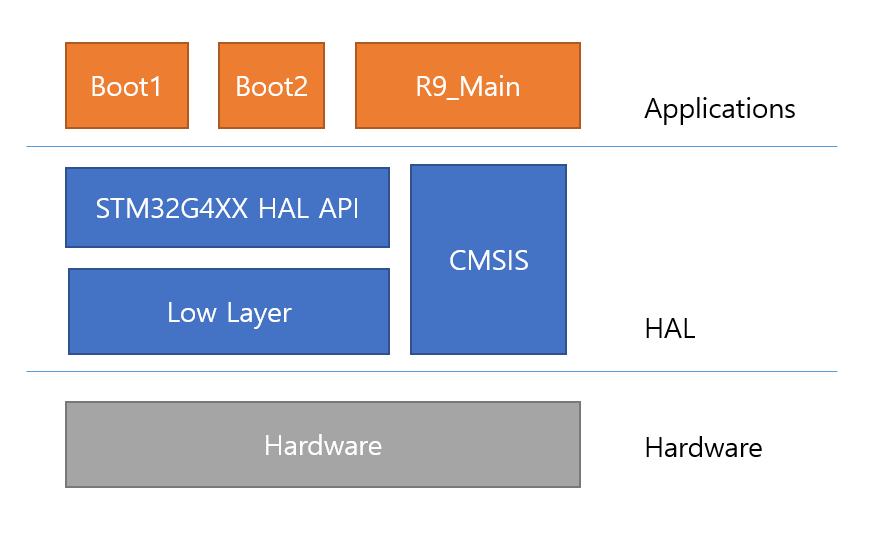 Boot1
Boot2
R9_Main
Applications
STM32G4XX HAL API
CMSIS
Low Layer
HAL
Hardware
Hardware